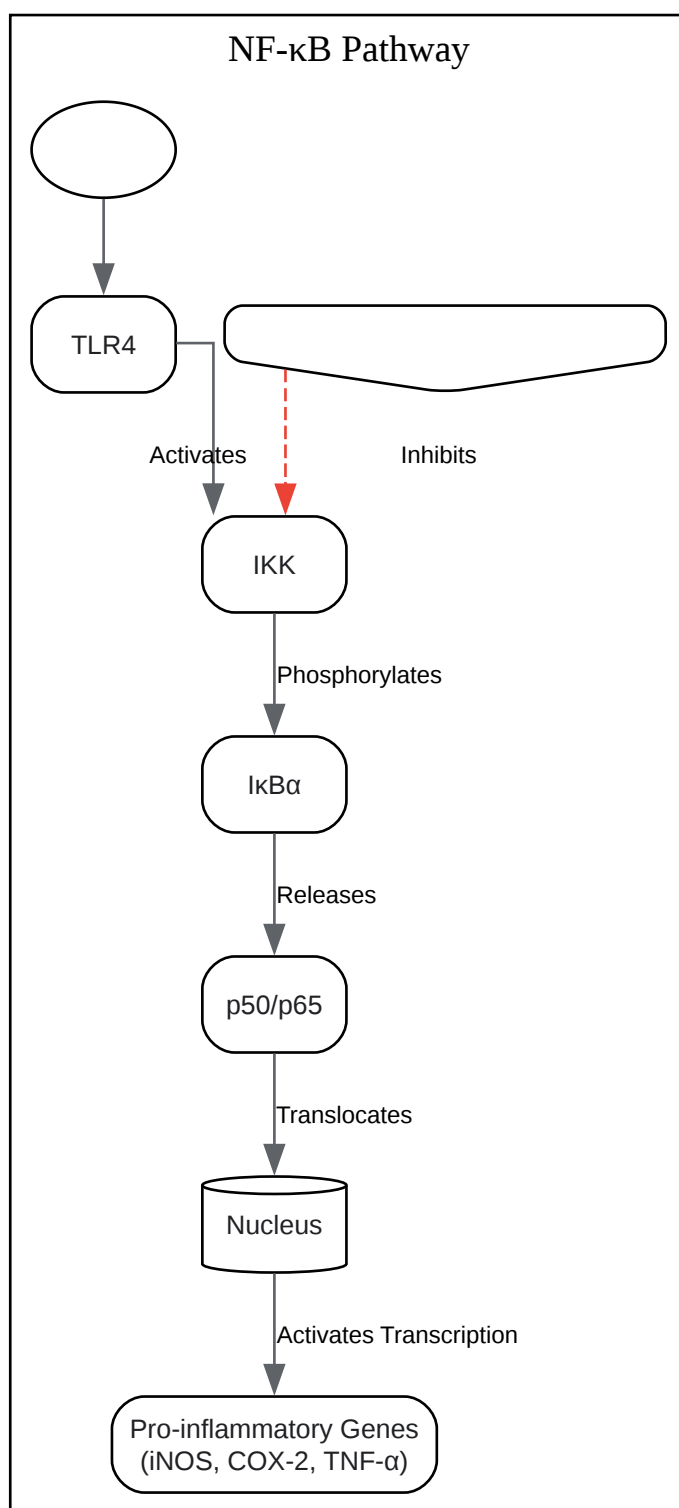 NF-κB Pathway
TLR4
Activates
Inhibits
IKK
Phosphorylates
IκBα
Releases
p50/p65
Translocates
Nucleus
Activates Transcription
Pro-inflammatory Genes
(iNOS, COX-2, TNF-α)